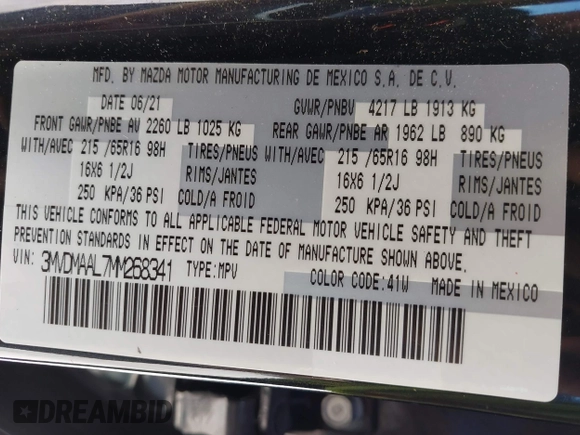 MFD. BY MAZDA MOTOR MANUFACTURING DE MEXICO S.A. DE C.V.
DATE 06/21 GVWR/PNBV 4217 LB 1913 KG
FRONT GAWR/PNBE AV 2260 LB 1025 KG REAR GAWR/PNBE AR 1962 LB 890 KG
WITH/AVEC 215 /65R16 98H TIRES/PNEUS WITH/AVEC 215 /65R16 98H TIRES/PNEUS
16X6 1/2J RIMS/JANTES 16X6 1/2J RIMS/JANTES
250 KPA/36 PSI COLD/A FROID 250 KPA/36 PSI COLD/A FROID
THIS VEHICLE CONFORMS TO ALL APPLICABLE FEDERAL MOTOR VEHICLE SAFETY AND THEFT
PREVENTION STANDARDS IN EFFECT ON THE DATE OF MANUFACTURE SHOWN ABOVE.
VIN: 3MVDMAAL7MM268341 TYPE:MPV COLOR CODE:41W MADE IN MEXICO
DREAMBID